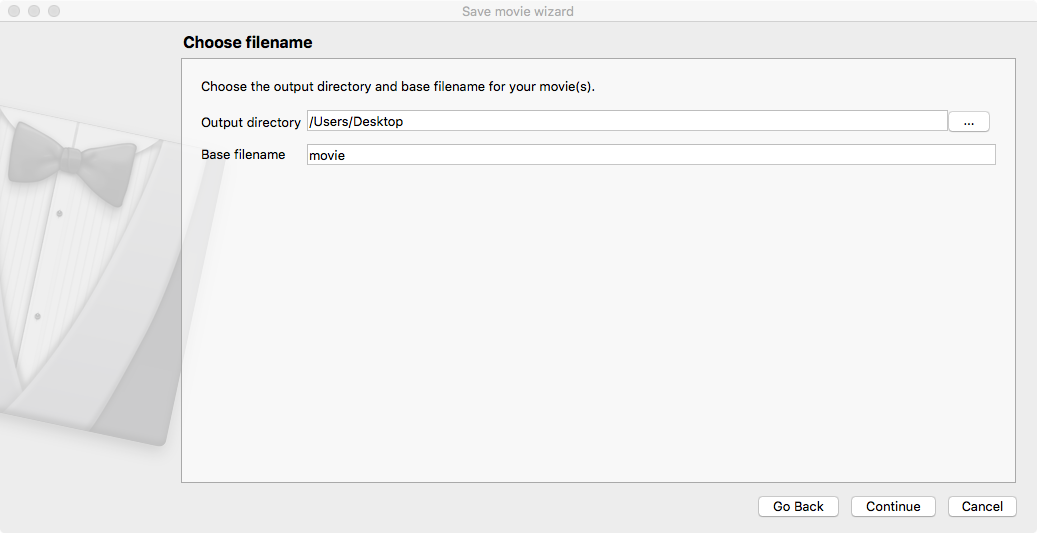 Save movie wizard
Choose filename
Choose the output directory and base filename for your movie(s).
Output directory /Users/Desktop ...
Base filename movie
Go Back Continue Cancel